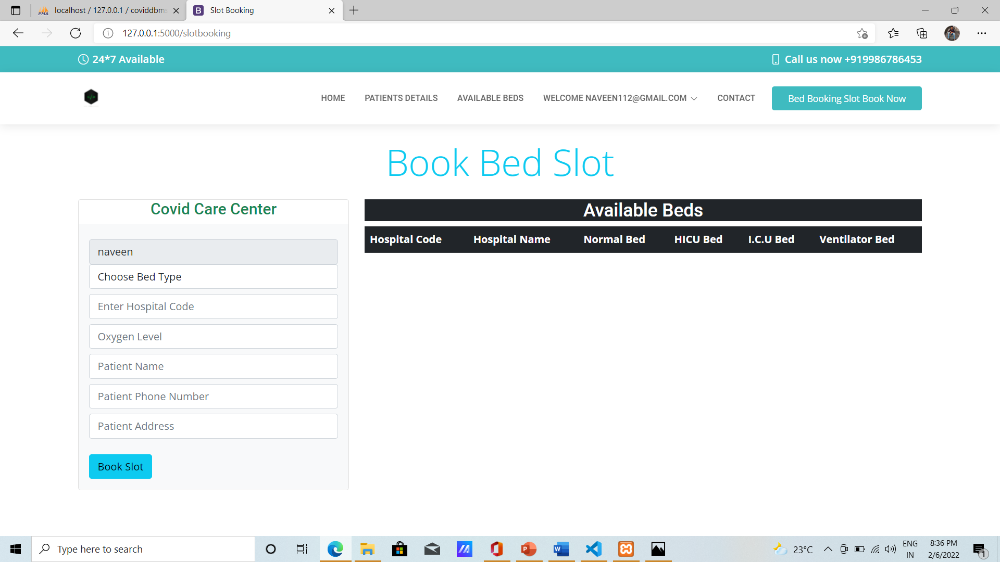 localhost / 127.0.0.1 / coviddbms
Slot Booking
127.0.0.1:5000/slotbooking
24*7 Available
Call us now +919986786453
HOME
PATIENTS DETAILS
AVAILABLE BEDS
WELCOME NAVEEN112@GMAIL.COM
CONTACT
Bed Booking Slot Book Now
Book Bed Slot
Covid Care Center
naveen
Choose Bed Type
Enter Hospital Code
Oxygen Level
Patient Name
Patient Phone Number
Patient Address
Book Slot
Available Beds
Hospital Code Hospital Name Normal Bed HICU Bed I.C.U Bed Ventilator Bed
Type here to search
23°C
ENG
IN
8:36 PM
2/6/2022
1